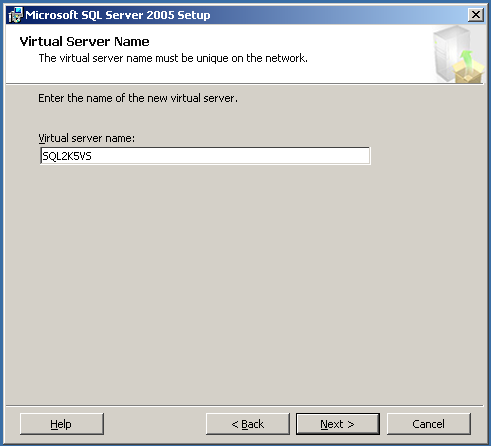 Microsoft SQL Server 2005 Setup
Virtual Server Name
The virtual server name must be unique on the network.
Enter the name of the new virtual server.
Virtual server name:
SQL2K5VS
Help
< Back
Next >
Cancel